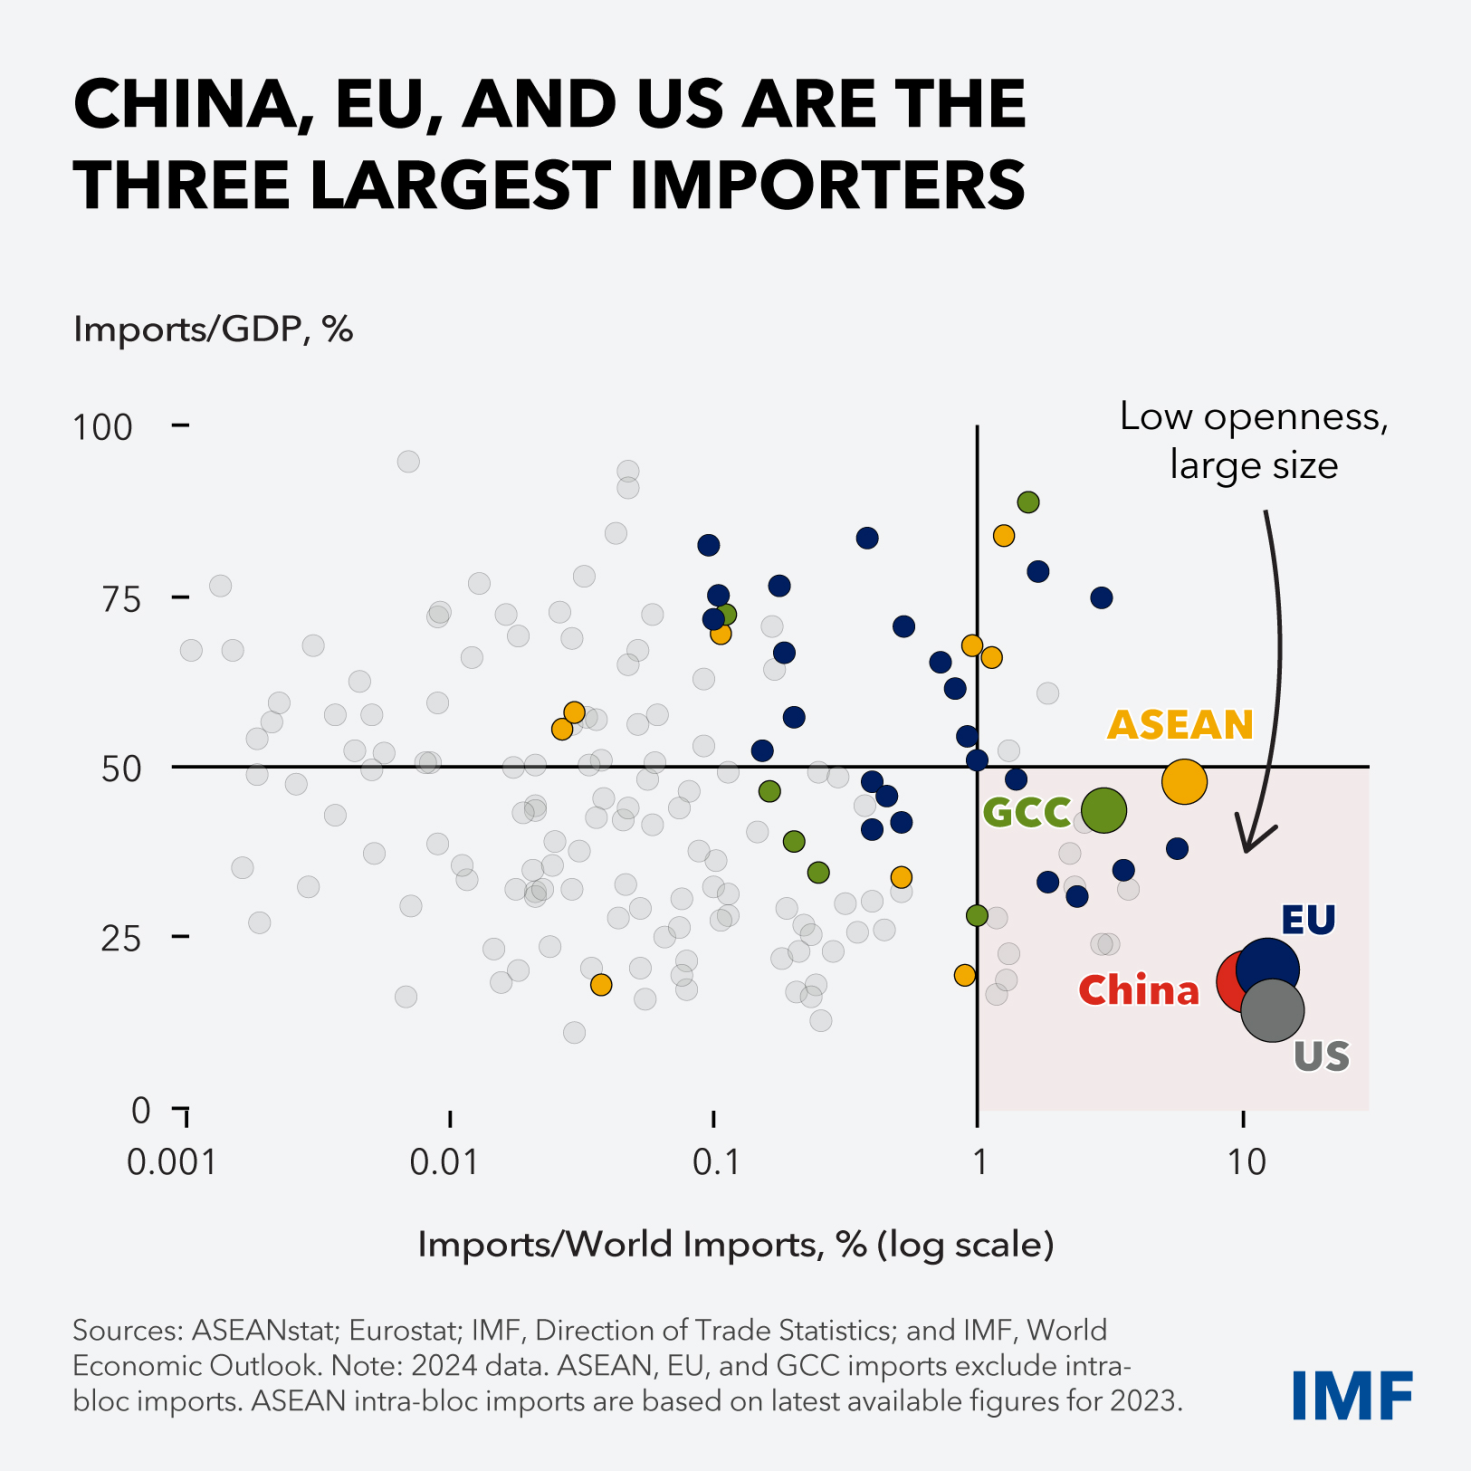 CHINA, EU, AND US ARE THE
THREE LARGEST IMPORTERS
Imports/GDP, %
100
75
50
25
0
Low openness,
large size
ASEAN
GCC
EU
China
US
0.001
0.01
0.1
1
10
Imports/World Imports, % (log scale)
Sources: ASEANstat; Eurostat; IMF, Direction of Trade Statistics; and IMF, World
Economic Outlook. Note: 2024 data. ASEAN, EU, and GCC imports exclude intra-
bloc imports. ASEAN intra-bloc imports are based on latest available figures for 2023.
IMF